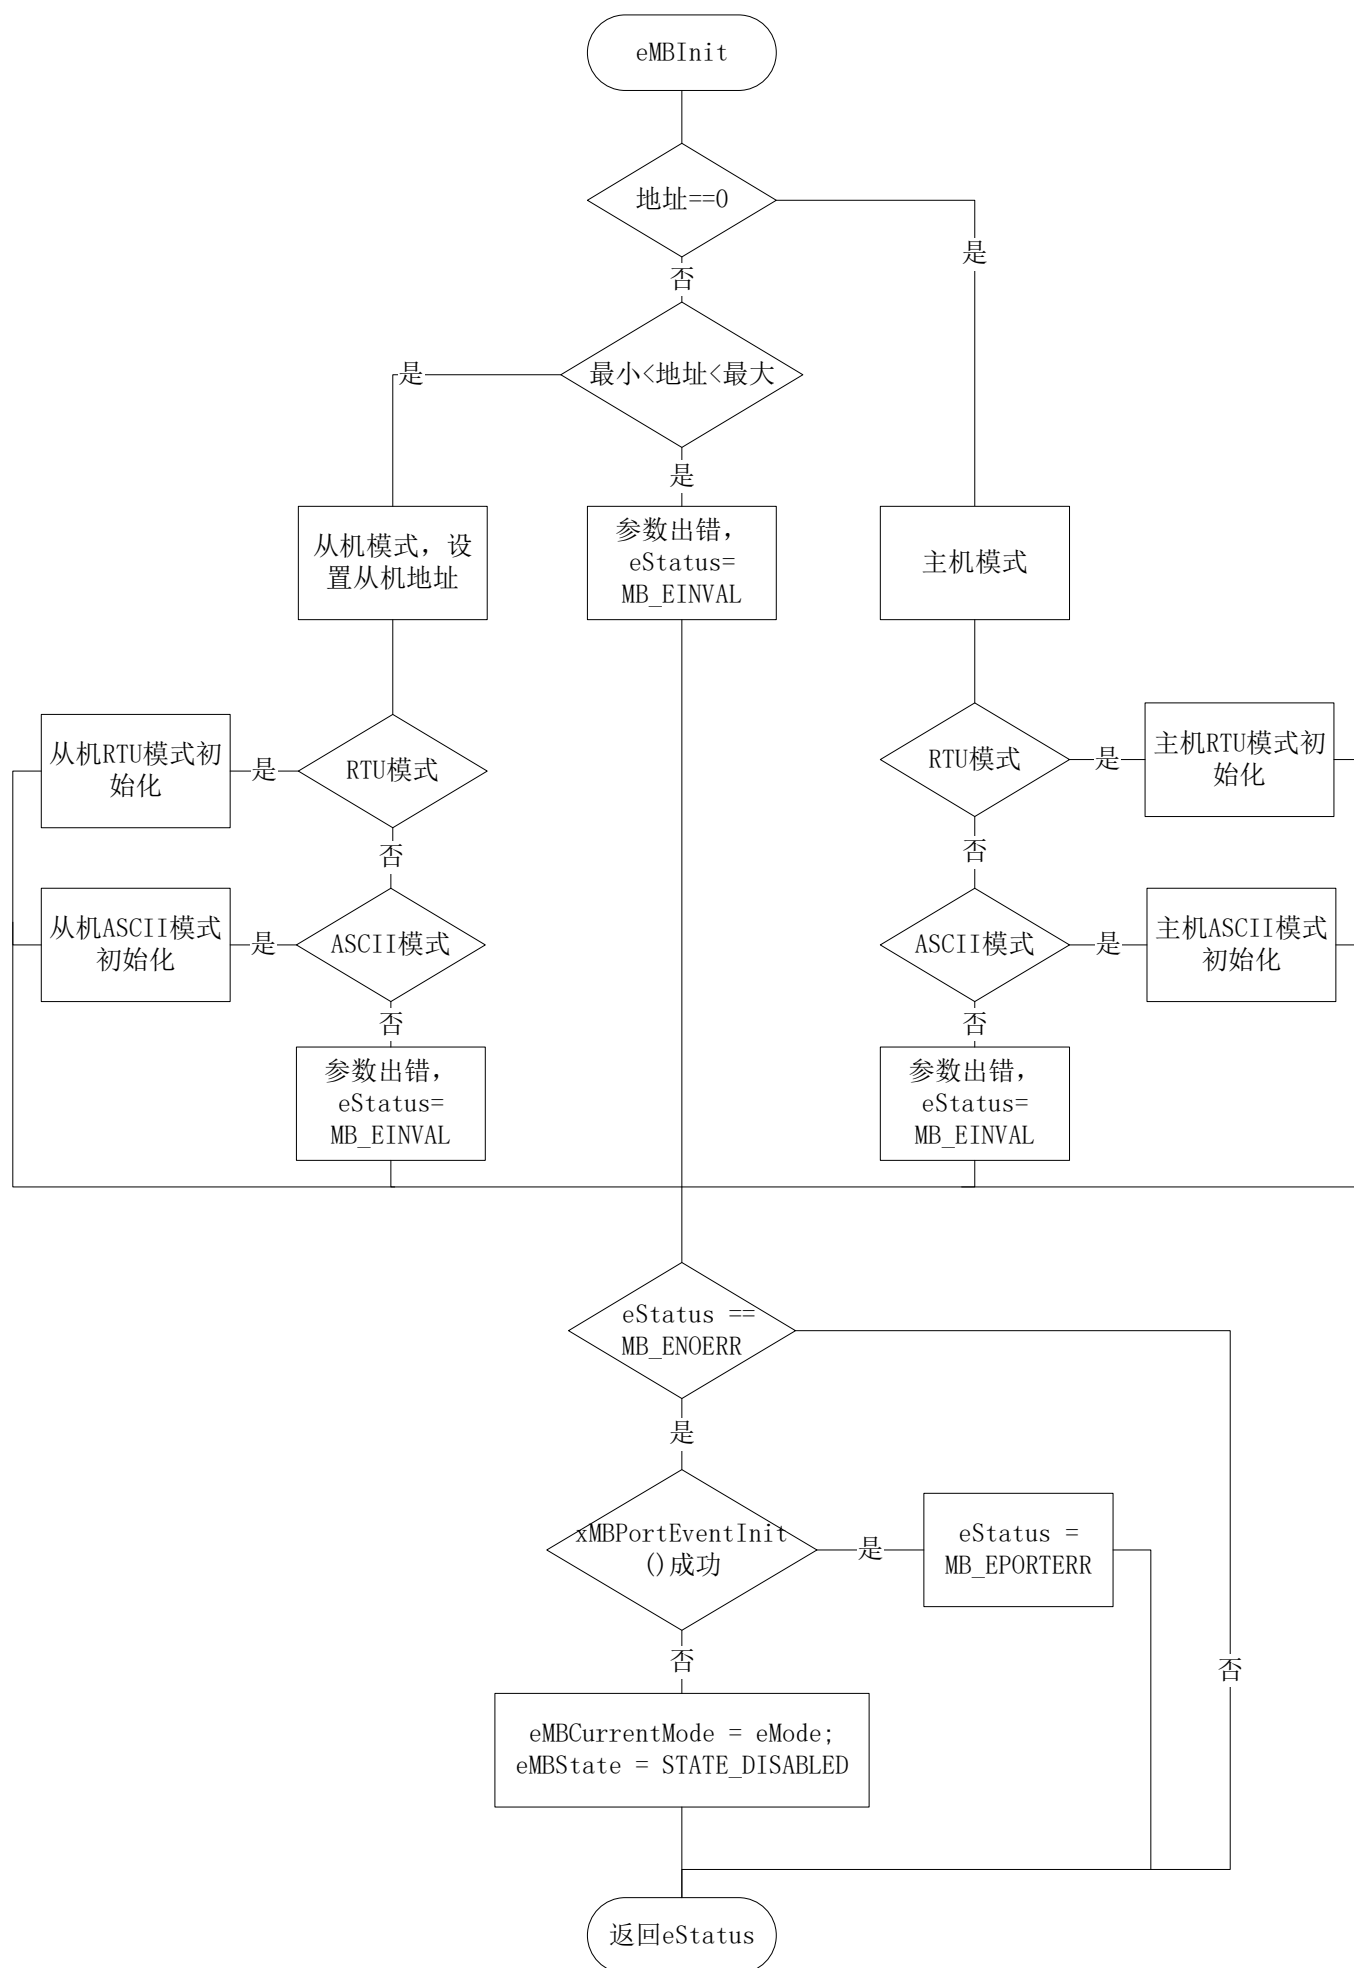 eMBInit
地址==0
是
否
最小<地址<最大
是
是
从机模式，设
置从机地址
参数出错，
eStatus=
MB_EINVAL
主机模式
从机RTU模式初
始化
是
RTU模式
RTU模式
是
主机RTU模式初
始化
否
否
从机ASCII模式
初始化
是
ASCII模式
ASCII模式
是
主机ASCII模式
初始化
否
否
参数出错，
eStatus=
MB_EINVAL
参数出错，
eStatus=
MB_EINVAL
eStatus ==
MB_ENOERR
是
xMBPortEventInit
()成功
是
eStatus =
MB_EPORTERR
否
否
eMBCurrentMode = eMode;
eMBState = STATE_DISABLED
返回eStatus